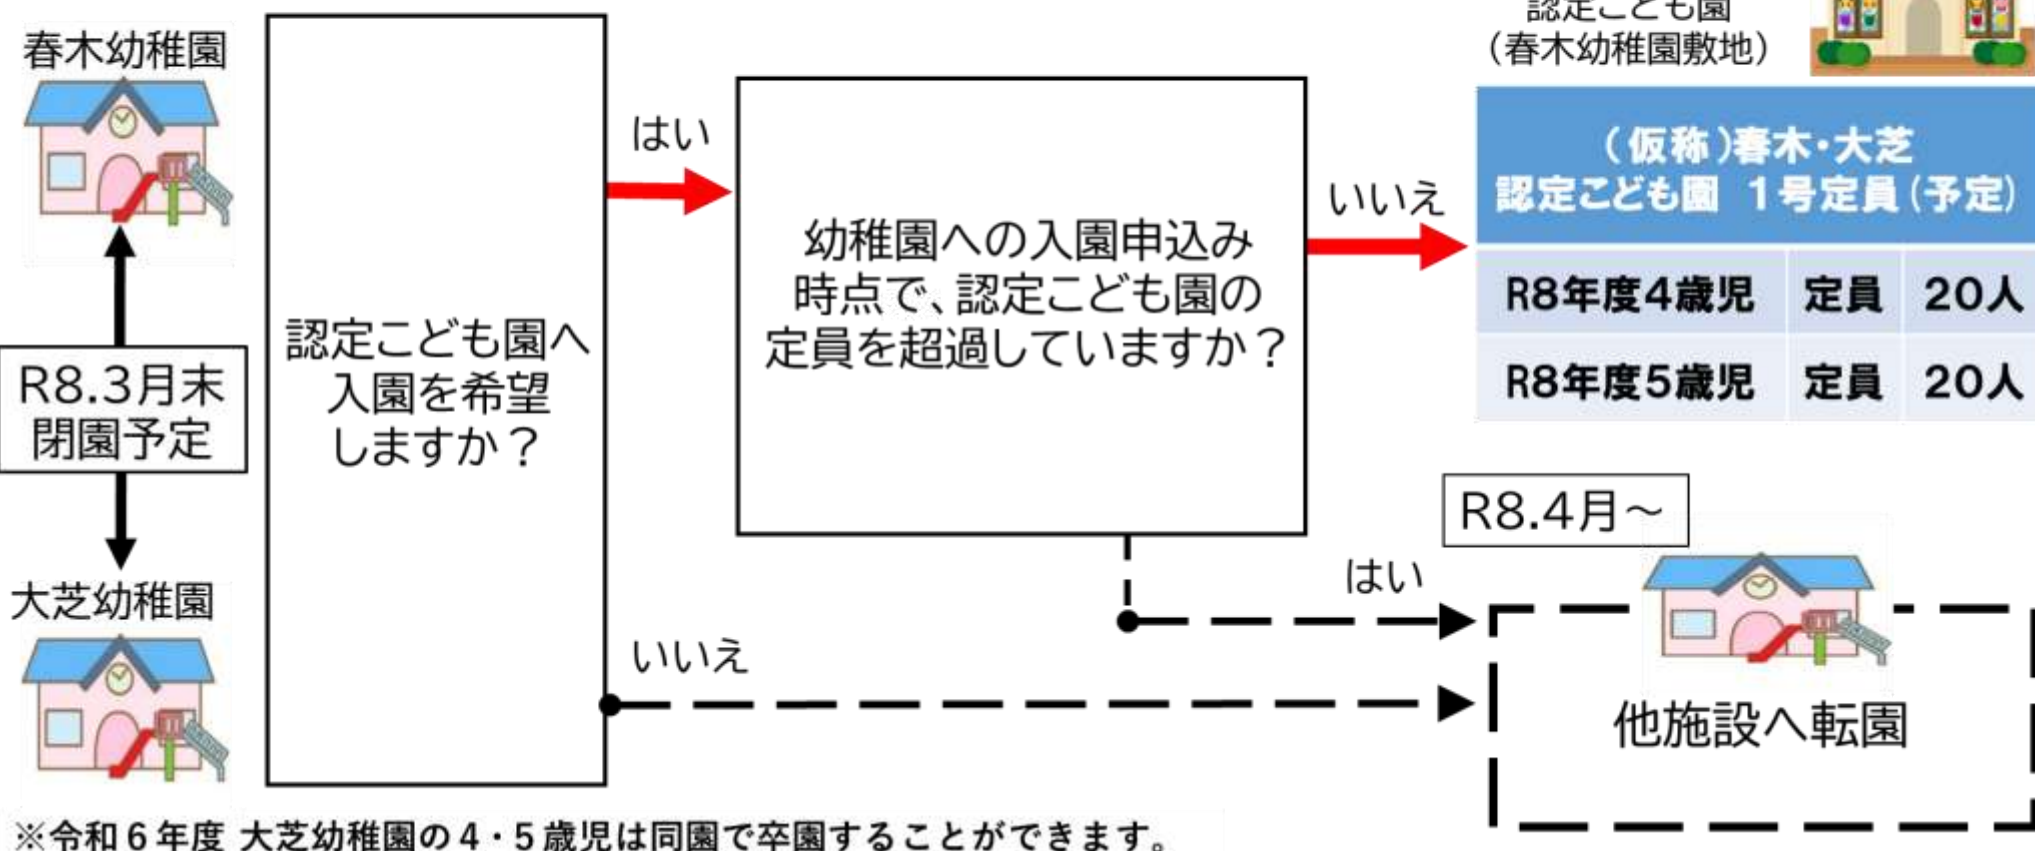 春木幼稚園
R8.3月末
閉園予定
大芝幼稚園
認定こども園へ
入園を希望
しますか？
はい
いいえ
幼稚園への入園申込み
時点で、認定こども園の
定員を超過していますか？
いいえ
はい
認定こども園
（春木幼稚園敷地）
（仮称）春木・大芝
認定こども園 1号定員（予定）
R8年度4歳児 定員 20人
R8年度5歳児 定員 20人
R8.4月～
他施設へ転園
※令和６年度 大芝幼稚園の４・５歳児は同園で卒園することができます。